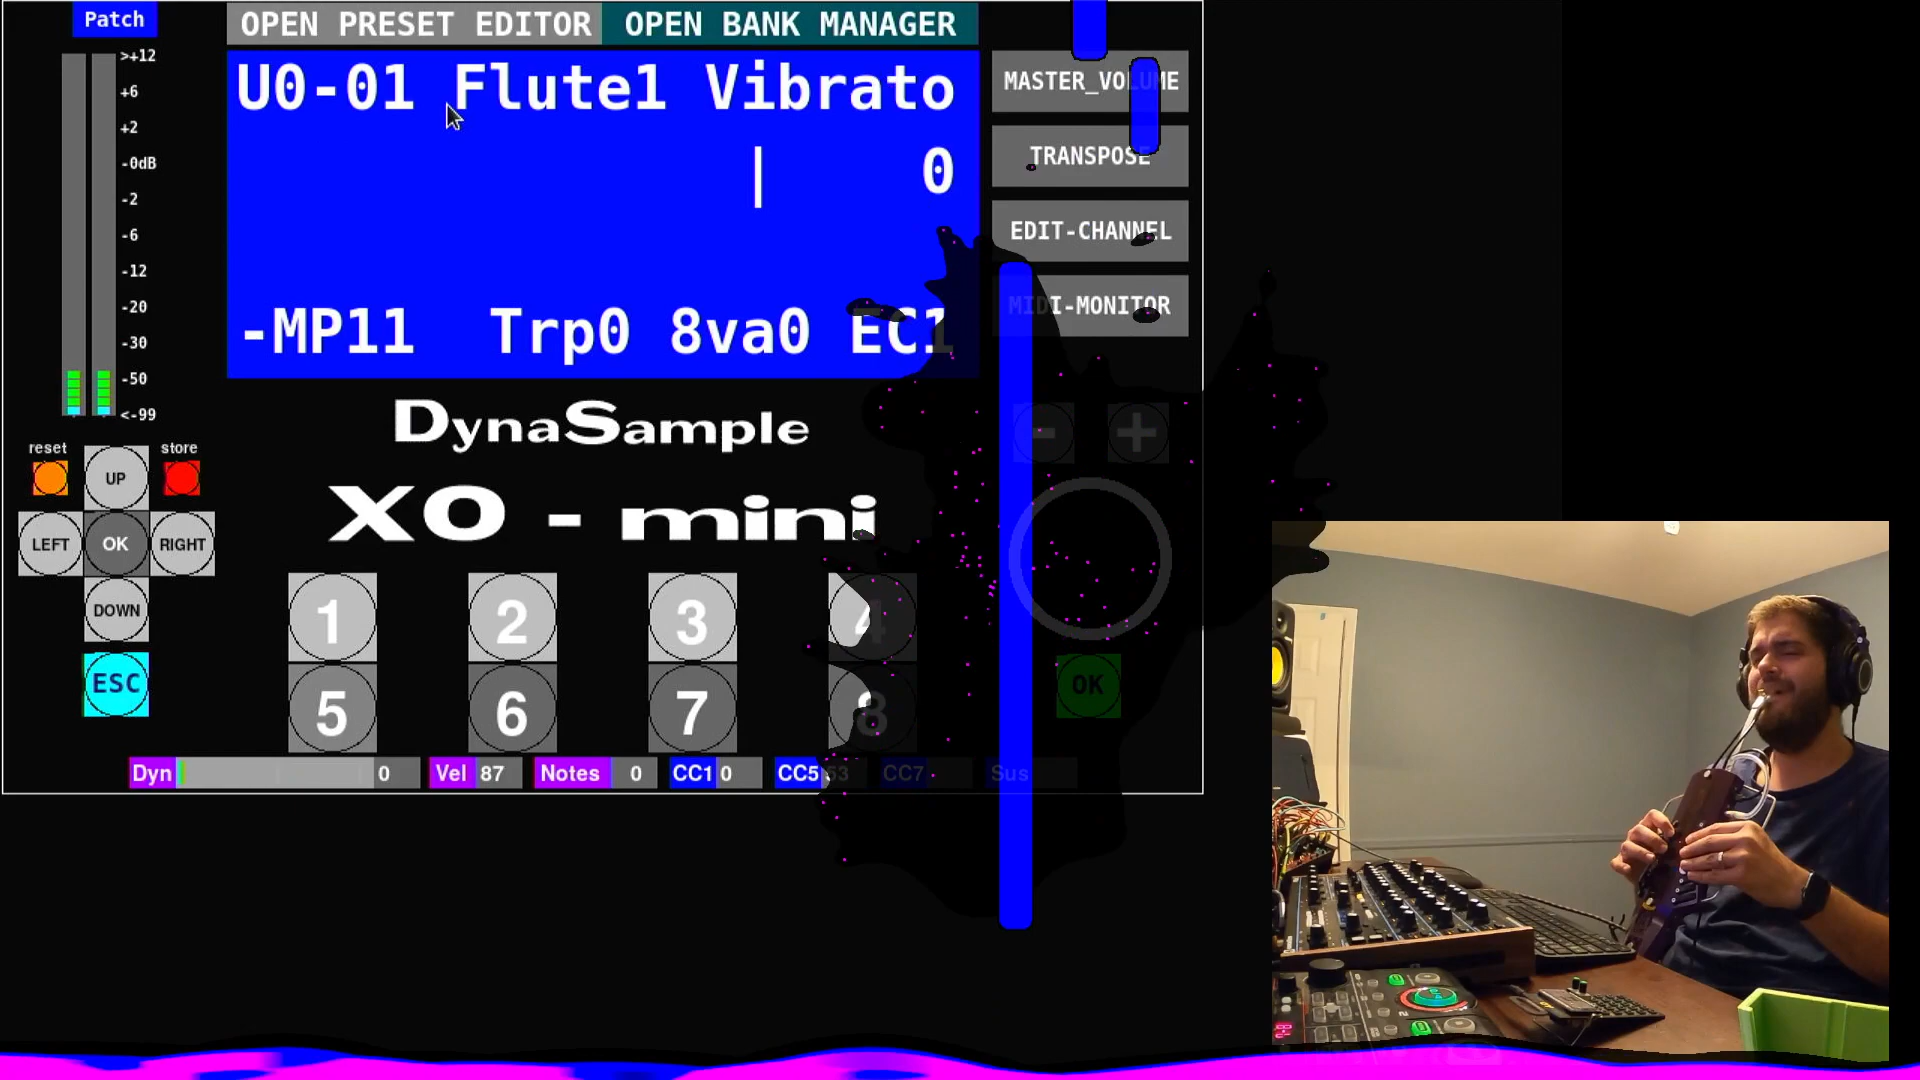 Patch
OPEN PRESET EDITOR
OPEN BANK MANAGER
>+12
+6
+2
-0dB
-2
-6
-12
-20
-30
-50
<-99
U0-01 Flute1 Vibrato
| 0
-MP11 Trp0 8va0 EC1
MASTER_VOLUME
TRANSPOSE
EDIT-CHANNEL
MIDI-MONITOR
- +
DynaSample
XO - mini
reset
store
UP
LEFT
OK
RIGHT
DOWN
ESC
1
2
3
4
5
6
7
8
OK
Dyn 0
Vel 87
Notes 0
CC1 0
CC5 53
CC7
Sus